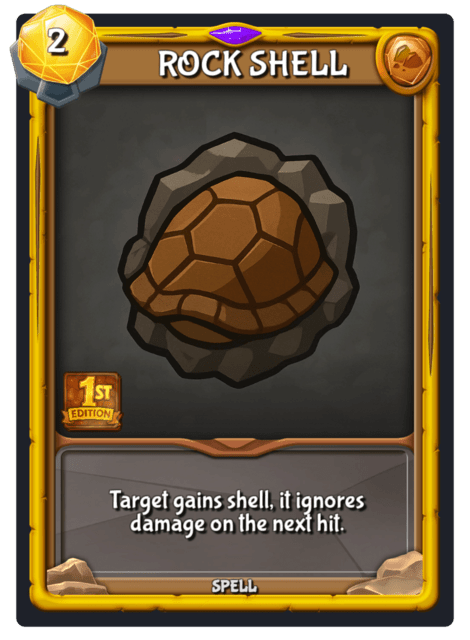 2
ROCK SHELL
1ST
EDITION
Target gains shell, it ignores
damage on the next hit.
SPELL